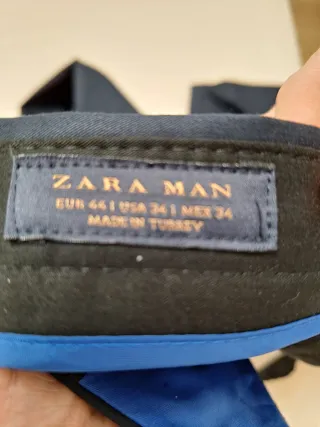 ZARA MAN
EUR 44 | USA 34 | MEX 34
MADE IN TURKEY